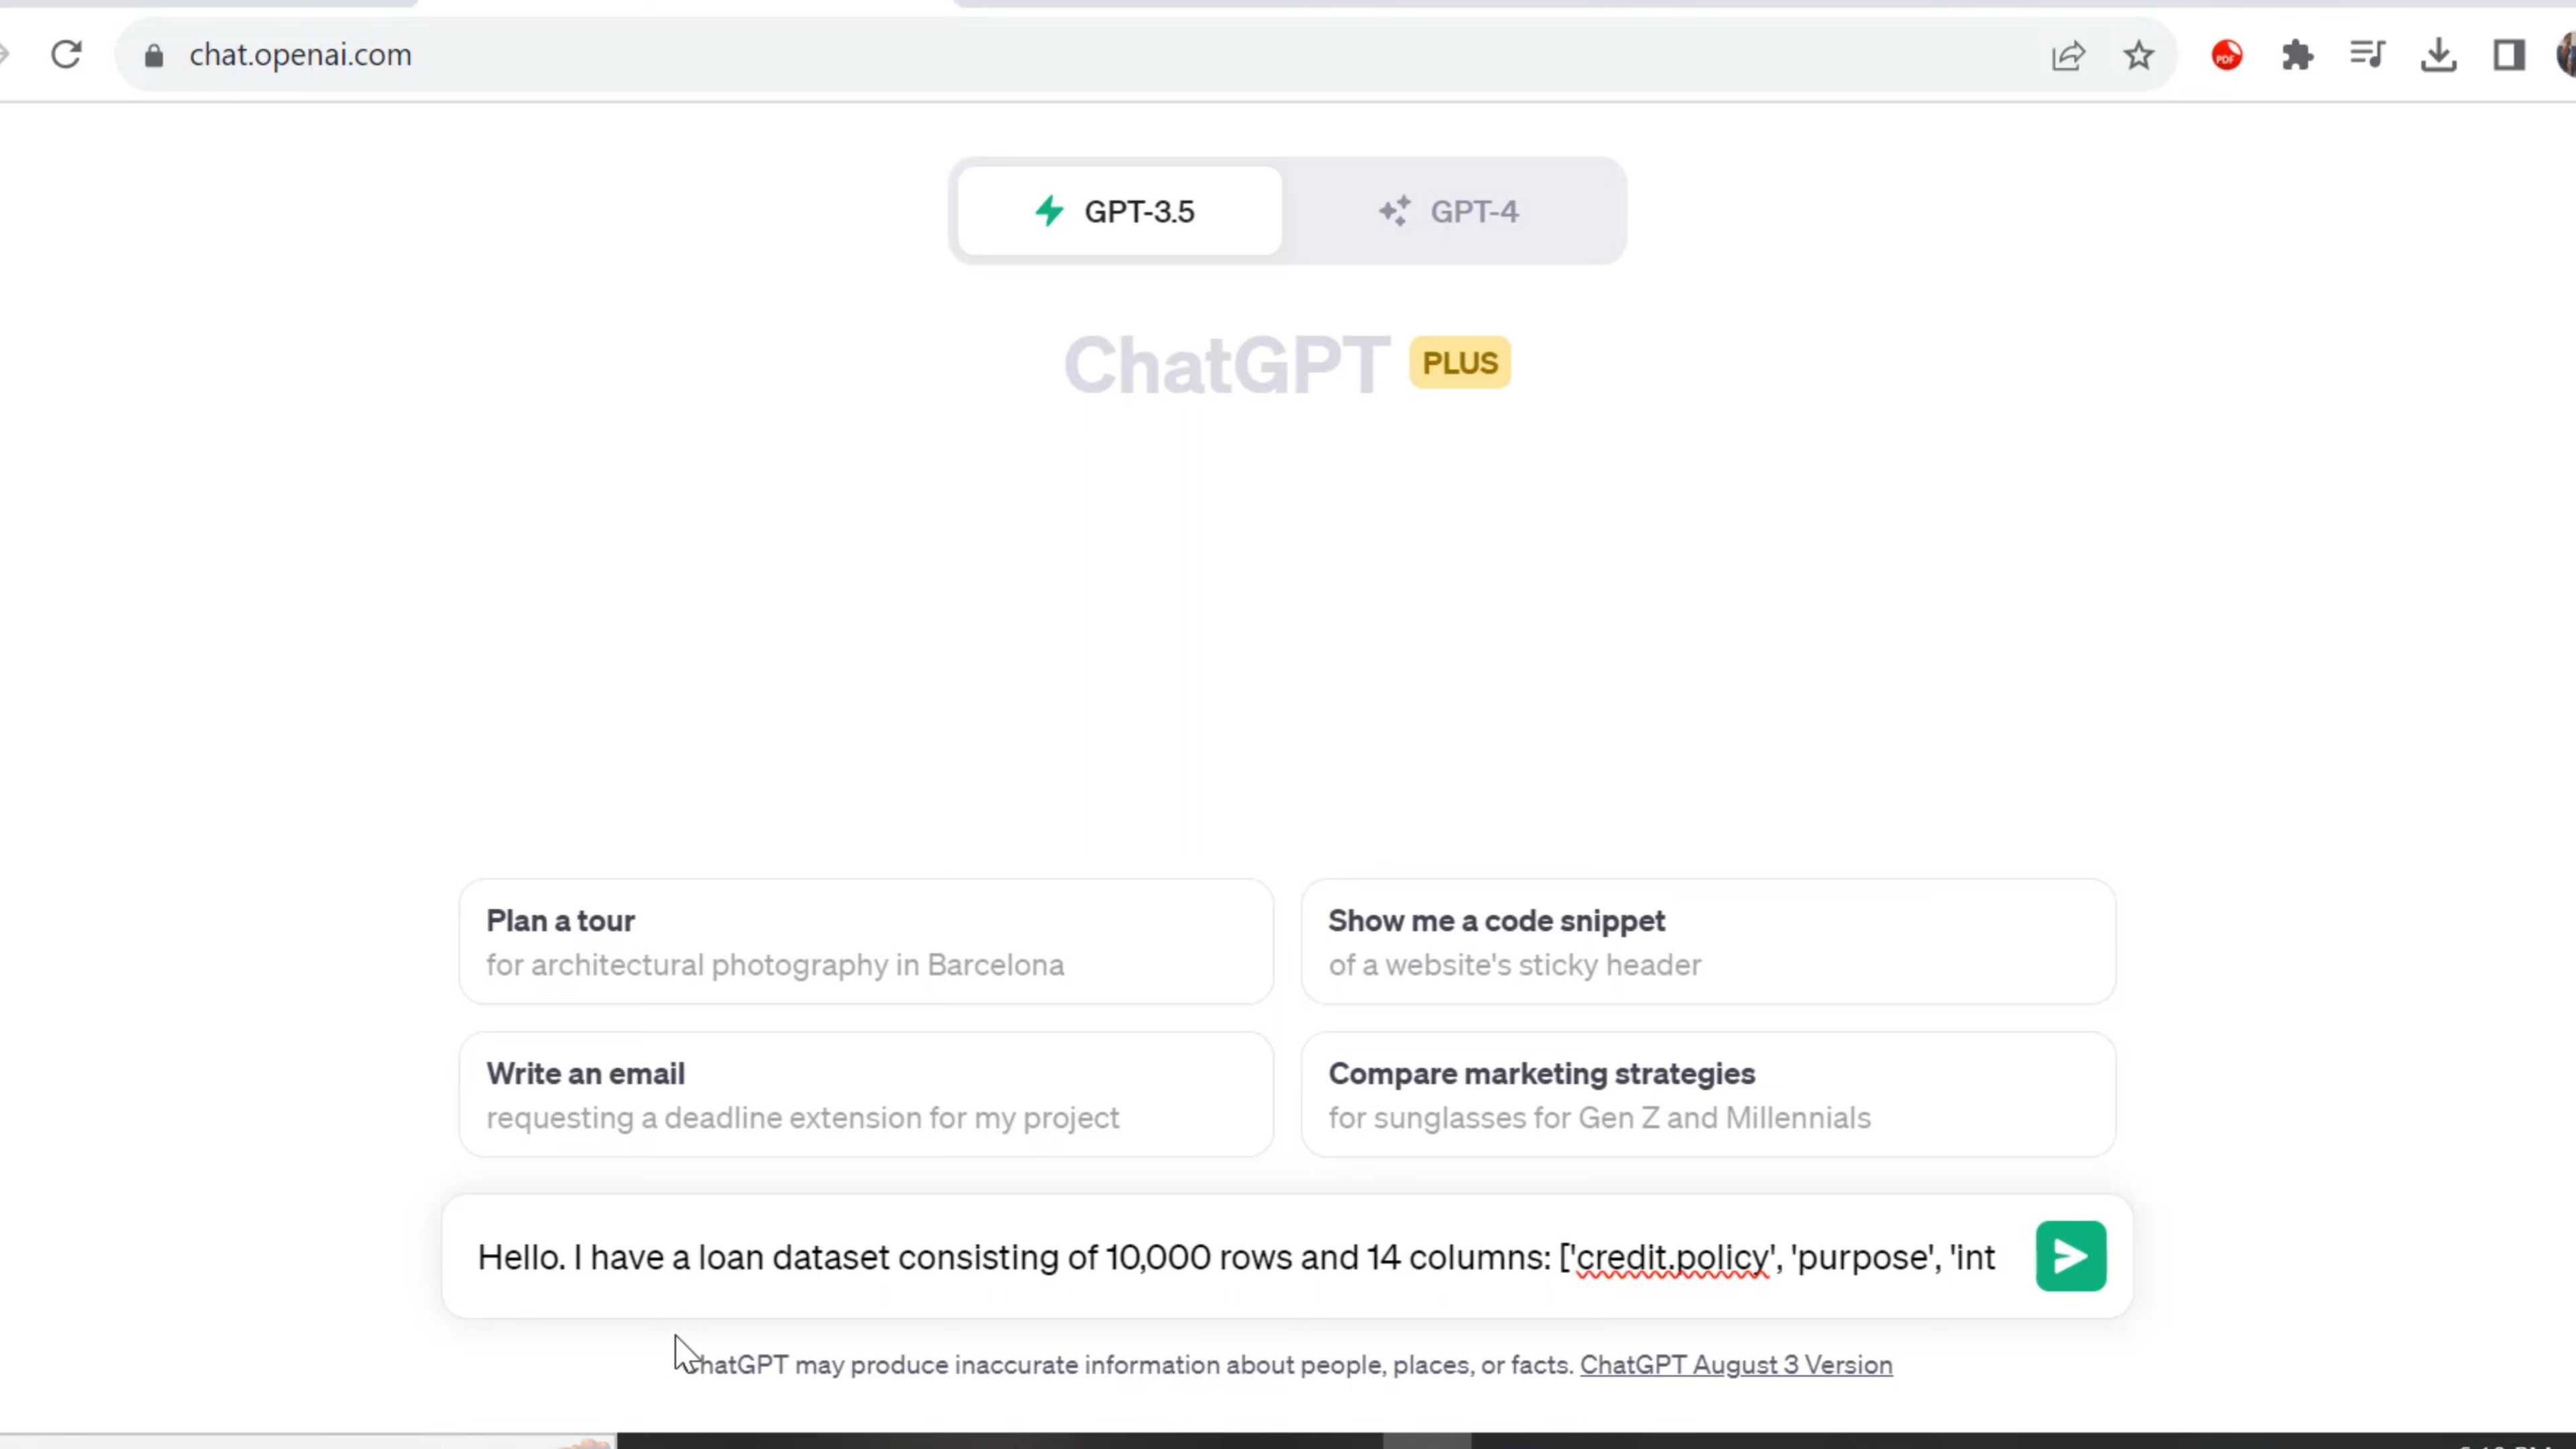 chat.openai.com
PDF
GPT-3.5
GPT-4
ChatGPT PLUS
Plan a tour
for architectural photography in Barcelona
Show me a code snippet
of a website's sticky header
Write an email
requesting a deadline extension for my project
Compare marketing strategies
for sunglasses for Gen Z and Millennials
Hello. I have a loan dataset consisting of 10,000 rows and 14 columns: ['credit.policy', 'purpose', 'int
hatGPT may produce inaccurate information about people, places, or facts. ChatGPT August 3 Version